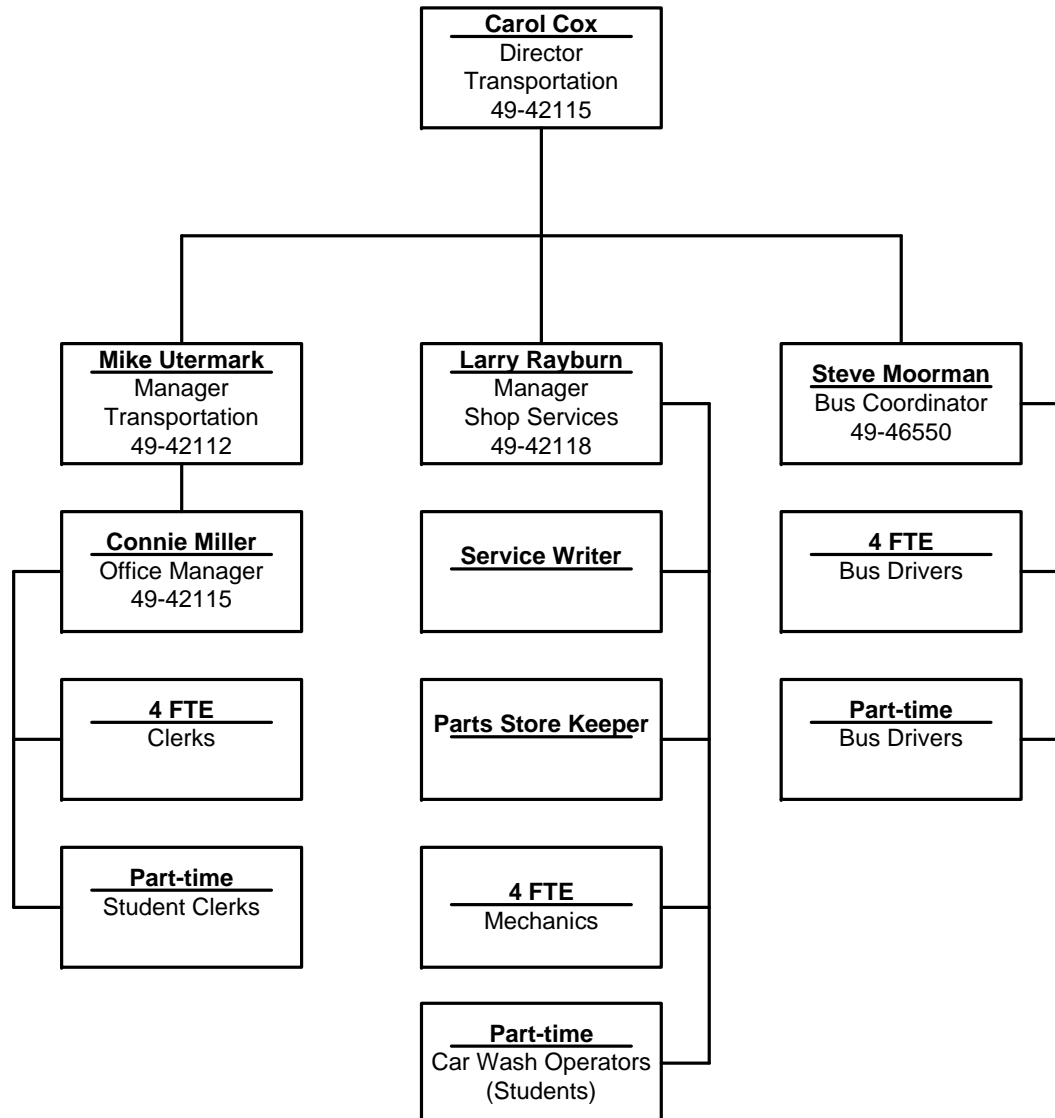 Carol Cox
Director
Transportation
49-42115
Mike Utermark
Manager
Transportation
49-42112
Larry Rayburn
Manager
Shop Services
49-42118
Steve Moorman
Bus Coordinator
49-46550
Connie Miller
Office Manager
49-42115
Service Writer
4 FTE
Bus Drivers
4 FTE
Clerks
Parts Store Keeper
Part-time
Bus Drivers
Part-time
Student Clerks
4 FTE
Mechanics
Part-time
Car Wash Operators
(Students)